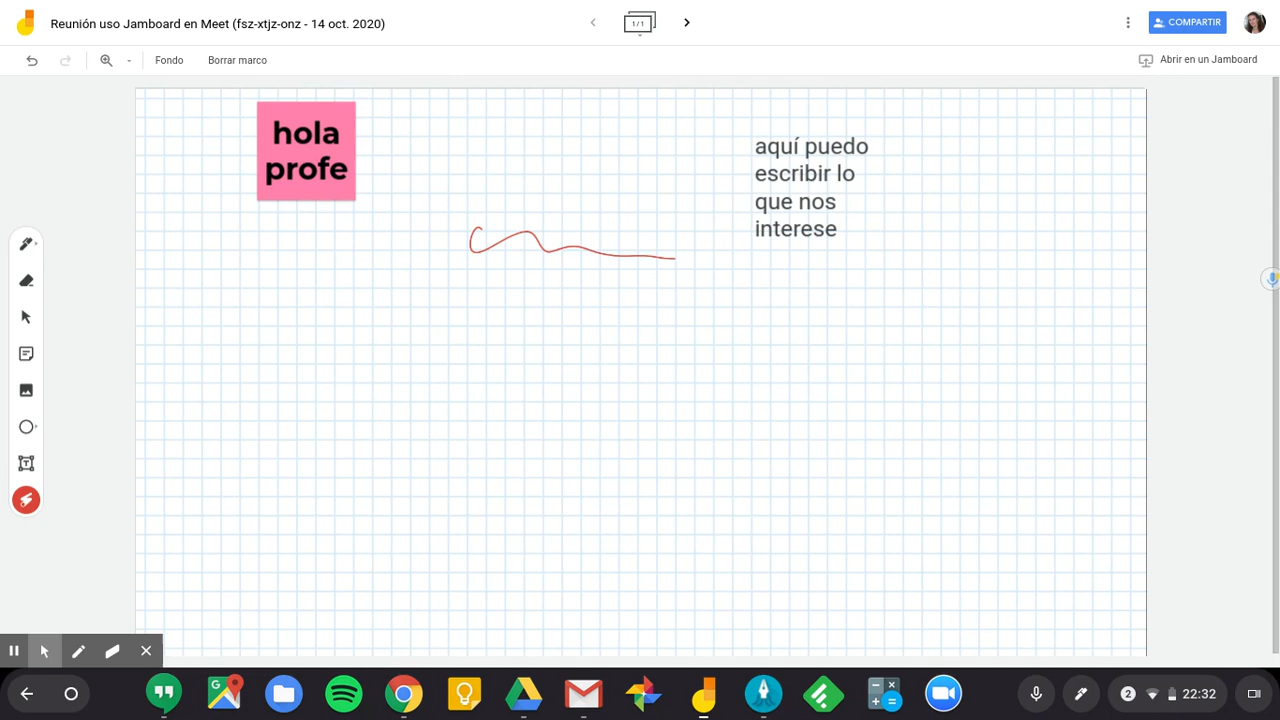 Reunión uso Jamboard en Meet (fsz-xtjz-onz - 14 oct. 2020)
1 / 1
COMPARTIR
Fondo
Borrar marco
Abrir en un Jamboard
hola
profe
aquí puedo
escribir lo
que nos
interese
2
22:32